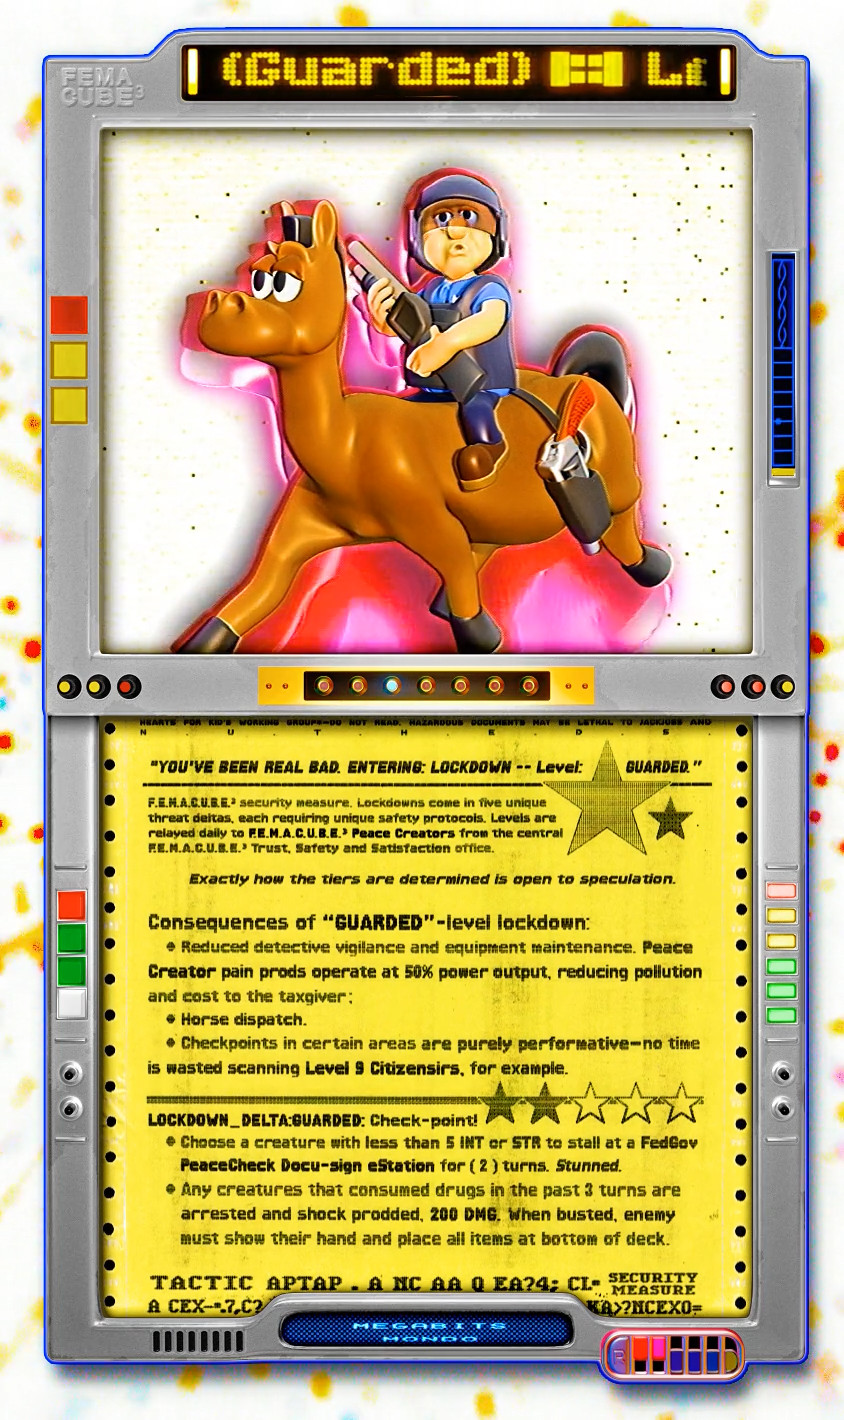 FEMA
CUBE³
(Guarded)
HEARTS FOR KID'S WORKING GROUP®—DO NOT READ. HAZARDOUS DOCUMENTS MAY BE LETHAL TO JACKJOBS AND
N . U . T . H . E . D . S .
"YOU'VE BEEN REAL BAD. ENTERING: LOCKDOWN -- Level: GUARDED."
F.E.M.A.C.U.B.E.³ security measure. Lockdowns come in five unique
threat deltas, each requiring unique safety protocols. Levels are
relayed daily to F.E.M.A.C.U.B.E.³ Peace Creators from the central
F.E.M.A.C.U.B.E.³ Trust, Safety and Satisfaction office.
Exactly how the tiers are determined is open to speculation.
Consequences of “GUARDED”-level lockdown:
• Reduced detective vigilance and equipment maintenance. Peace
Creator pain prods operate at 50% power output, reducing pollution
and cost to the taxgiver;
• Horse dispatch.
• Checkpoints in certain areas are purely performative—no time
is wasted scanning Level 9 Citizensirs, for example.
LOCKDOWN_DELTA:GUARDED: Check-point!
• Choose a creature with less than 5 INT or STR to stall at a FedGov
PeaceCheck Docu-sign eStation for ( 2 ) turns. Stunned.
• Any creatures that consumed drugs in the past 3 turns are
arrested and shock prodded, 200 DMG. When busted, enemy
must show their hand and place all items at bottom of deck.
TACTIC APTAP . A NC AA Q EA?4; CL- SECURITY
MEASURE
MEGABITS
MONDO